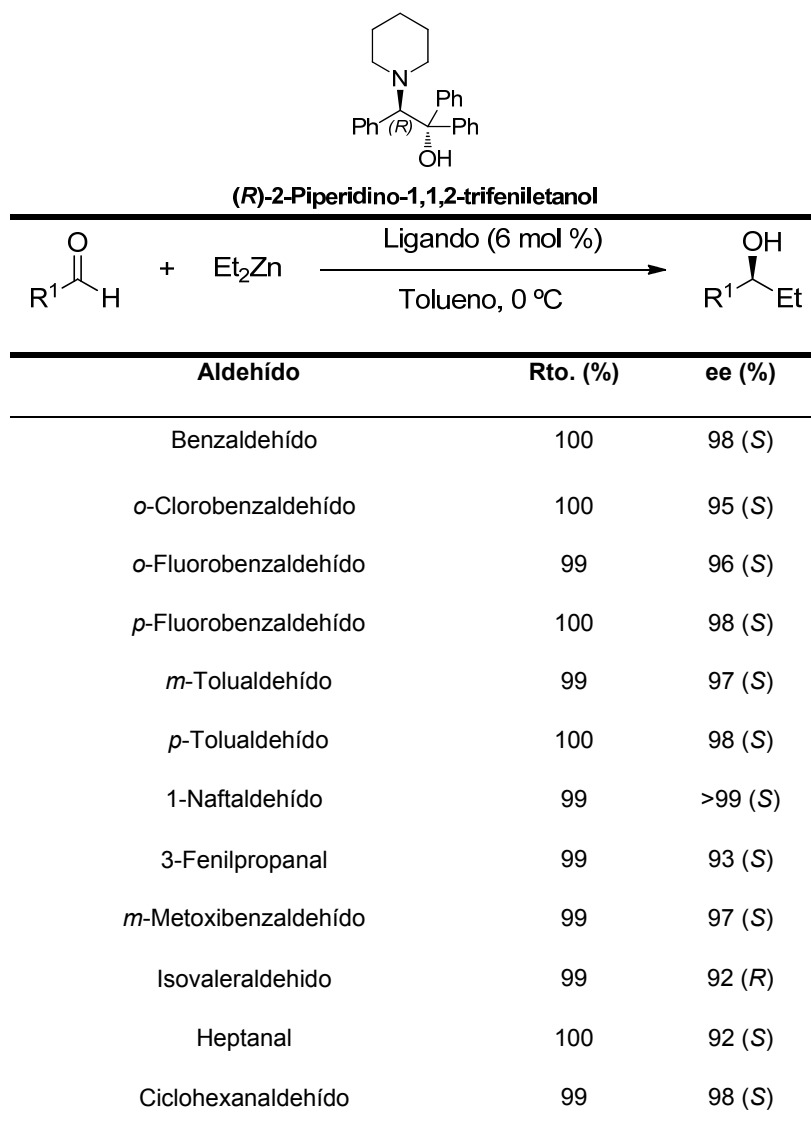 N
Ph
Ph (R) Ph
OH
(R)-2-Piperidino-1,1,2-trifeniletanol
O
R¹ H + Et₂Zn Ligando (6 mol %) OH
Tolueno, 0 ºC R¹ Et
Aldehído Rto. (%) ee (%)
Benzaldehído 100 98 (S)
o-Clorobenzaldehído 100 95 (S)
o-Fluorobenzaldehído 99 96 (S)
p-Fluorobenzaldehído 100 98 (S)
m-Tolualdehído 99 97 (S)
p-Tolualdehído 100 98 (S)
1-Naftaldehído 99 >99 (S)
3-Fenilpropanal 99 93 (S)
m-Metoxibenzaldehído 99 97 (S)
Isovaleraldehido 99 92 (R)
Heptanal 100 92 (S)
Ciclohexanaldehído 99 98 (S)